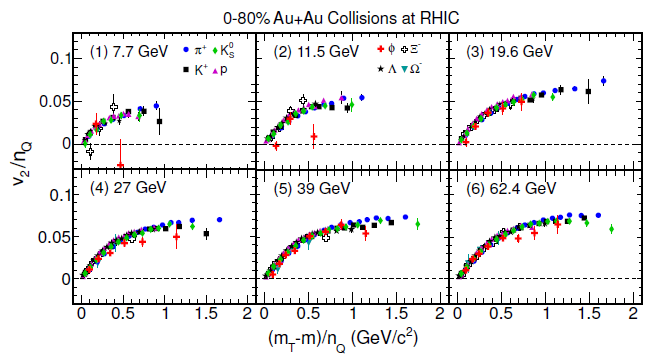 0-80% Au+Au Collisions at RHIC
(1) 7.7 GeV
π⁺ K⁰S
K⁺ p
(2) 11.5 GeV
ϕ Ξ⁻
Λ Ω⁻
(3) 19.6 GeV
0.1
0.05
0
(4) 27 GeV
(5) 39 GeV
(6) 62.4 GeV
0.1
0.05
0
v₂/nQ
0 0.5 1 1.5 2 0 0.5 1 1.5 2 0 0.5 1 1.5 2
(mT-m)/nQ (GeV/c²)